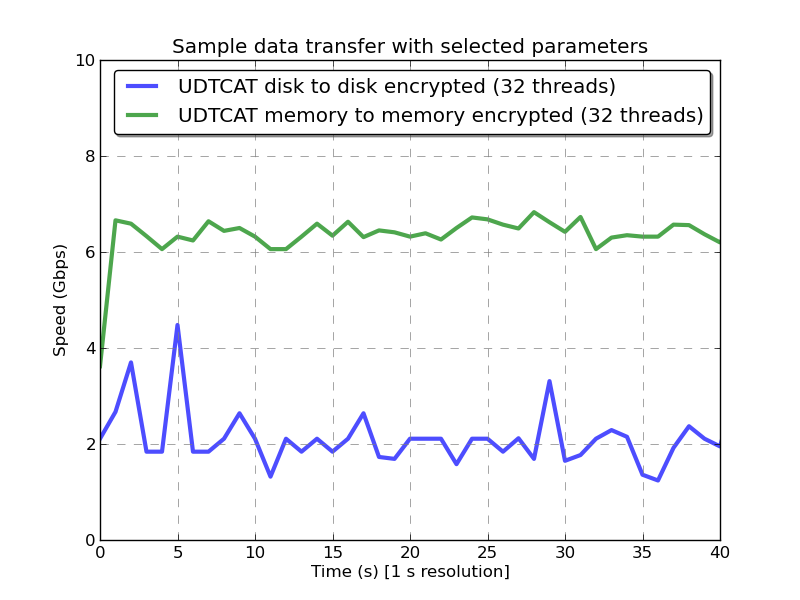 Sample data transfer with selected parameters
10
UDTCAT disk to disk encrypted (32 threads)
UDTCAT memory to memory encrypted (32 threads)
8
6
4
2
0
Speed (Gbps)
0 5 10 15 20 25 30 35 40
Time (s) [1 s resolution]